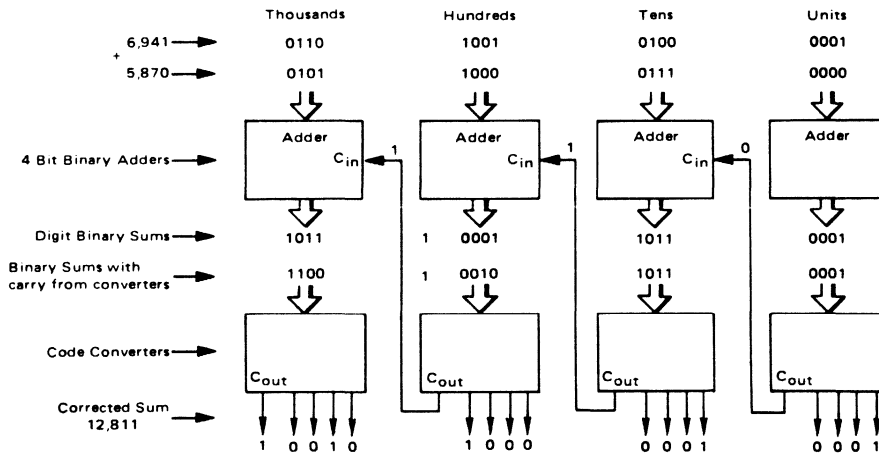 Thousands Hundreds Tens Units
6,941 0110 1001 0100 0001
+
5,870 0101 1000 0111 0000
Adder Adder Adder Adder
4 Bit Binary Adders Cin 1 Cin 1 Cin 0
Digit Binary Sums 1011 1 0001 1011 0001
Binary Sums with
carry from converters 1100 1 0010 1011 0001
Code Converters
Cout Cout Cout Cout
Corrected Sum
12,811
1 0 0 1 0 1 0 0 0 0 0 0 1 0 0 0 1